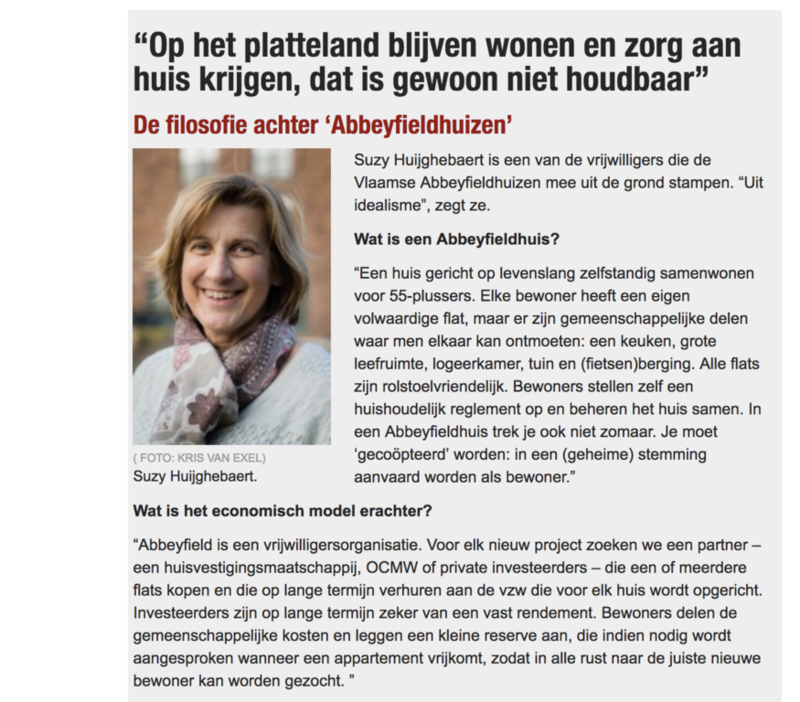 “Op het platteland blijven wonen en zorg aan
huis krijgen, dat is gewoon niet houdbaar”
De filosofie achter ‘Abbeyfieldhuizen’
Suzy Huijghebaert is een van de vrijwilligers die de
Vlaamse Abbeyfieldhuizen mee uit de grond stampen. “Uit
idealisme”, zegt ze.
Wat is een Abbeyfieldhuis?
“Een huis gericht op levenslang zelfstandig samenwonen
voor 55-plussers. Elke bewoner heeft een eigen
volwaardige flat, maar er zijn gemeenschappelijke delen
waar men elkaar kan ontmoeten: een keuken, grote
leefruimte, logeerkamer, tuin en (fietsen)berging. Alle flats
zijn rolstoelvriendelijk. Bewoners stellen zelf een
huishoudelijk reglement op en beheren het huis samen. In
een Abbeyfieldhuis trek je ook niet zomaar. Je moet
‘gecoöpteerd’ worden: in een (geheime) stemming
aanvaard worden als bewoner.”
( FOTO: KRIS VAN EXEL)
Suzy Huijghebaert.
Wat is het economisch model erachter?
“Abbeyfield is een vrijwilligersorganisatie. Voor elk nieuw project zoeken we een partner –
een huisvestigingsmaatschappij, OCMW of private investeerders – die een of meerdere
flats kopen en die op lange termijn verhuren aan de vzw die voor elk huis wordt opgericht.
Investeerders zijn op lange termijn zeker van een vast rendement. Bewoners delen de
gemeenschappelijke kosten en leggen een kleine reserve aan, die indien nodig wordt
aangesproken wanneer een appartement vrijkomt, zodat in alle rust naar de juiste nieuwe
bewoner kan worden gezocht. ”